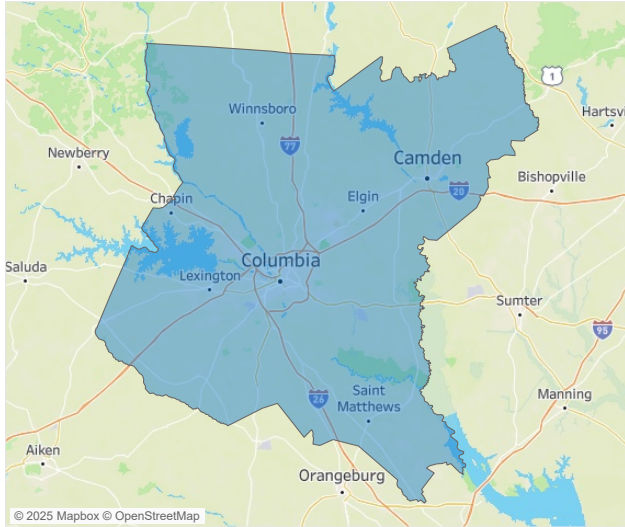 1
Hartsvi
Winnsboro
77
Newberry
Camden
Bishopville
20
Chapin
Elgin
Columbia
Saluda
Lexington
Sumter
95
26
Saint
Matthews
Manning
Aiken
Orangeburg
© 2025 Mapbox © OpenStreetMap